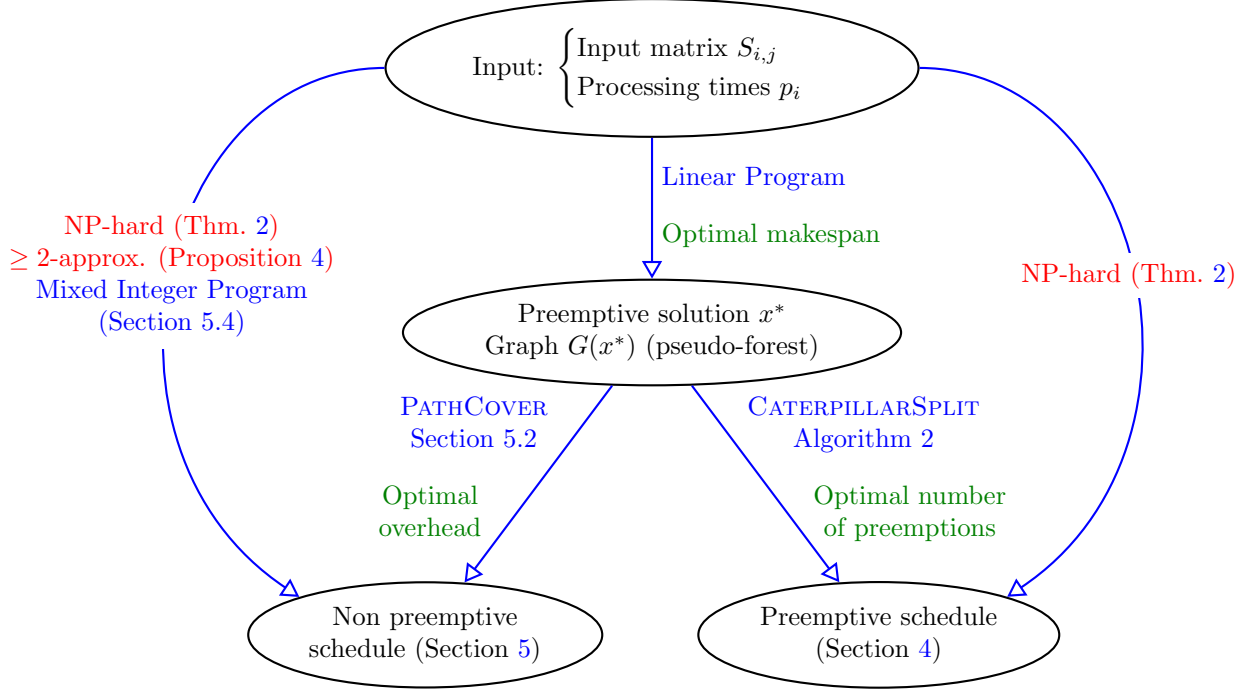 Input: { Input matrix S_{i,j}
Processing times p_i
Linear Program
Optimal makespan
NP-hard (Thm. 2)
≥ 2-approx. (Proposition 4)
Mixed Integer Program
(Section 5.4)
NP-hard (Thm. 2)
Preemptive solution x*
Graph G(x*) (pseudo-forest)
PATHCOVER
Section 5.2
CATERPILLARSPLIT
Algorithm 2
Optimal
overhead
Optimal number
of preemptions
Non preemptive
schedule (Section 5)
Preemptive schedule
(Section 4)